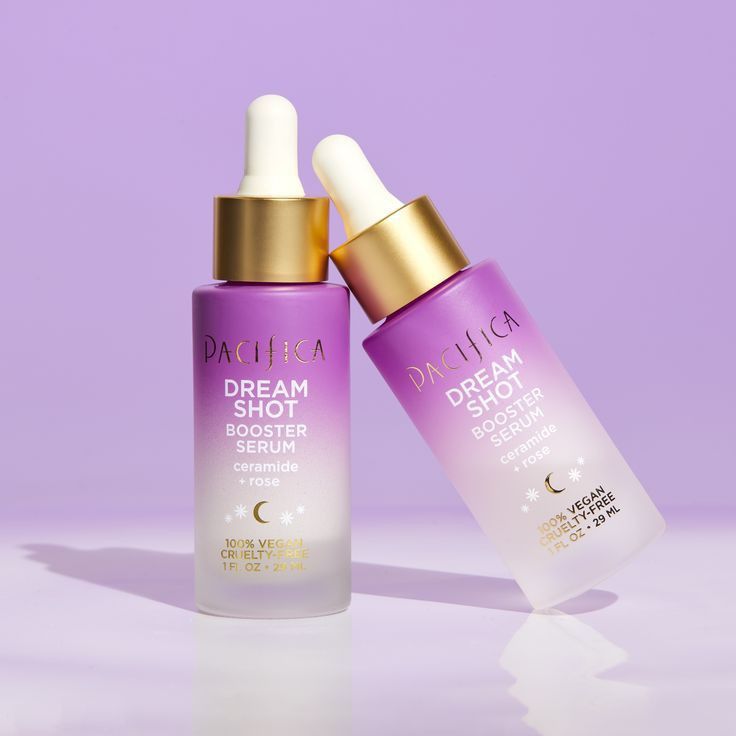 PACIFICA
DREAM
SHOT
BOOSTER
SERUM
ceramide
+ rose
100% VEGAN
CRUELTY-FREE
1 FL OZ • 29 ML
PACIFICA
DREAM
SHOT
BOOSTER
SERUM
ceramide
+ rose
100% VEGAN
CRUELTY-FREE
1 FL OZ • 29 ML